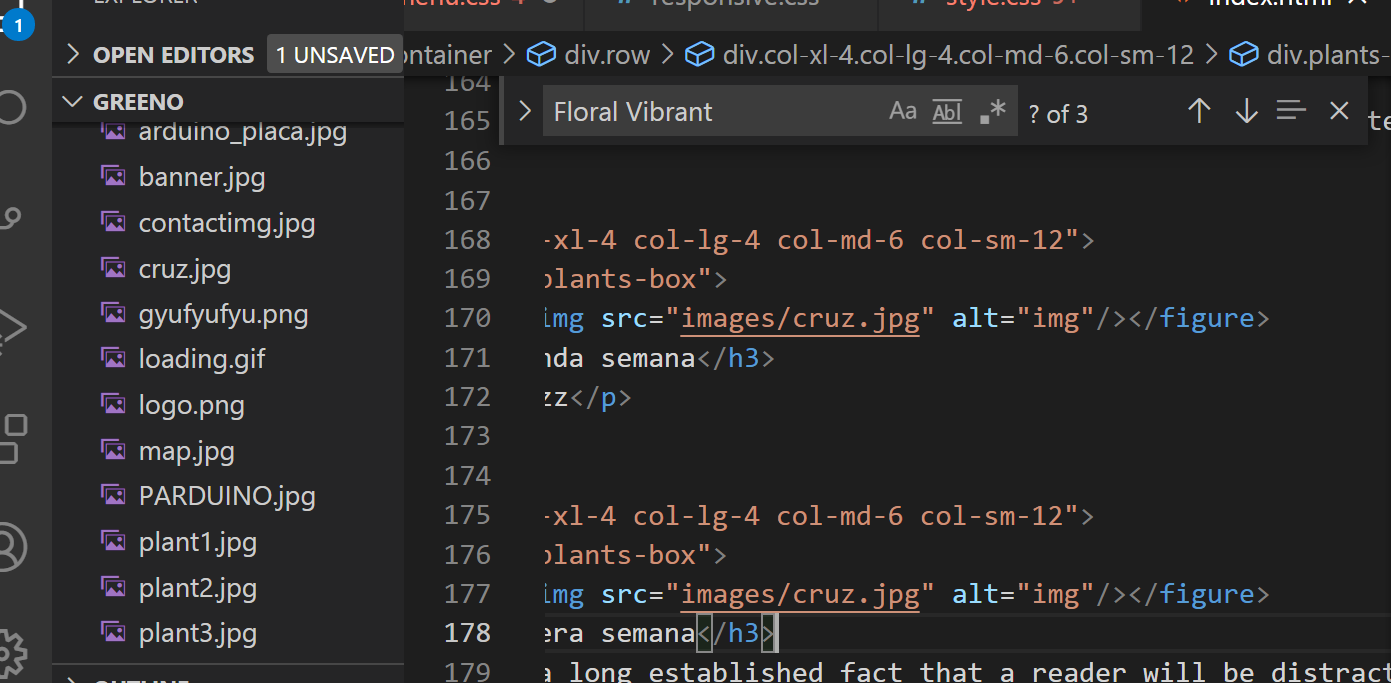 EXPLORER
menu.css 4
responsive.css
style.css 9+
index.html
OPEN EDITORS 1 UNSAVED
ontainer > div.row > div.col-xl-4.col-lg-4.col-md-6.col-sm-12 > div.plants-
GREENO
arduino_placa.jpg
banner.jpg
contactimg.jpg
cruz.jpg
gyufyufyu.png
loading.gif
logo.png
map.jpg
PARDUINO.jpg
plant1.jpg
plant2.jpg
plant3.jpg
OUTLINE
1
Floral Vibrant Aa Abl .* ? of 3
164
165 te
166
167
168 -xl-4 col-lg-4 col-md-6 col-sm-12">
169 plants-box">
170 img src="images/cruz.jpg" alt="img"/></figure>
171 nda semana</h3>
172 zz</p>
173
174
175 -xl-4 col-lg-4 col-md-6 col-sm-12">
176 plants-box">
177 img src="images/cruz.jpg" alt="img"/></figure>
178 era semana</h3>
179 a long established fact that a reader will be distract